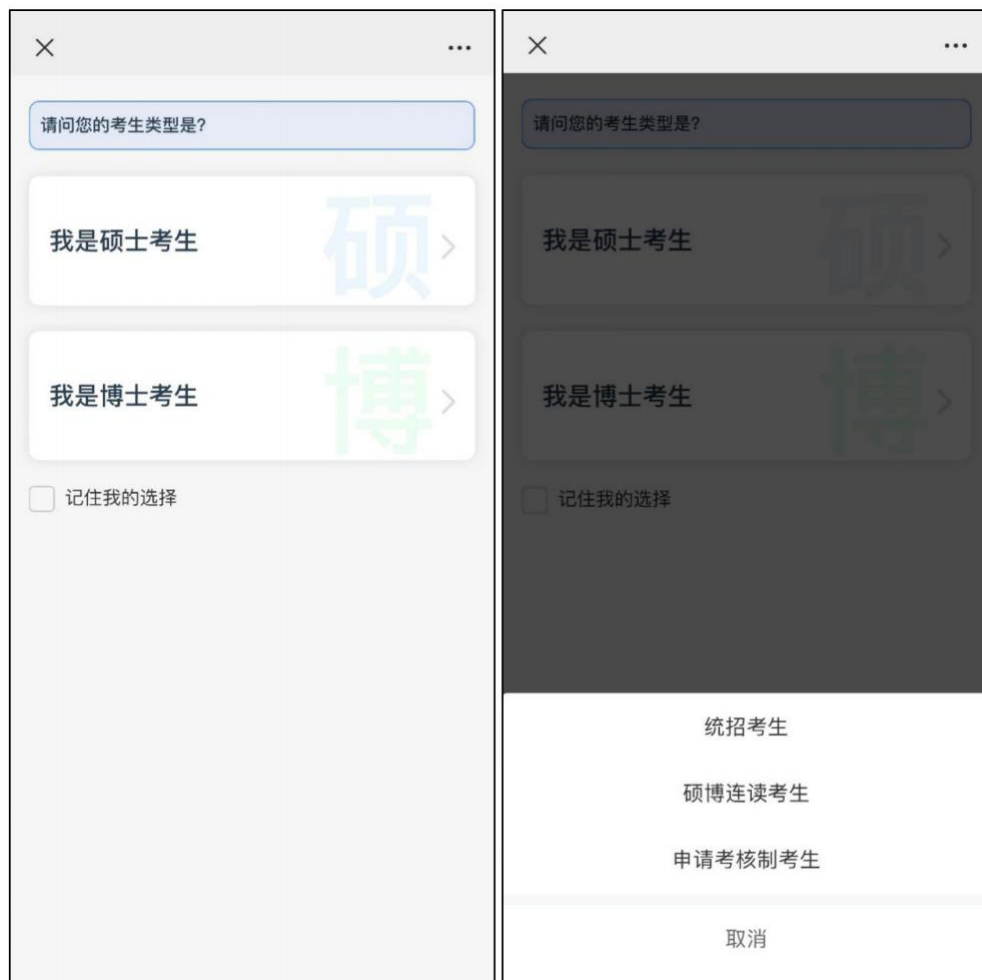 请问您的考生类型是?
我是硕士考生
硕
我是博士考生
博
记住我的选择
请问您的考生类型是?
我是硕士考生
硕
我是博士考生
博
记住我的选择
统招考生
硕博连读考生
申请考核制考生
取消